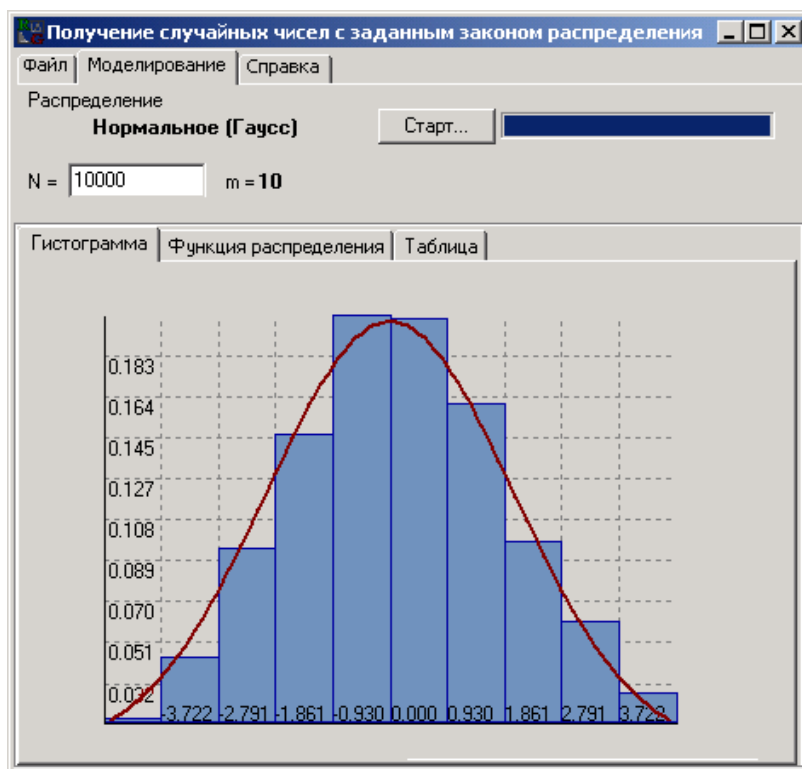 Получение случайных чисел с заданным законом распределения
Файл Моделирование Справка
Распределение
Нормальное (Гаусс) Старт...
N = 10000 m = 10
Гистограмма Функция распределения Таблица
0.183
0.164
0.145
0.127
0.108
0.089
0.070
0.051
0.032
-3.722 -2.791 -1.861 -0.930 0.000 0.930 1.861 2.791 3.722